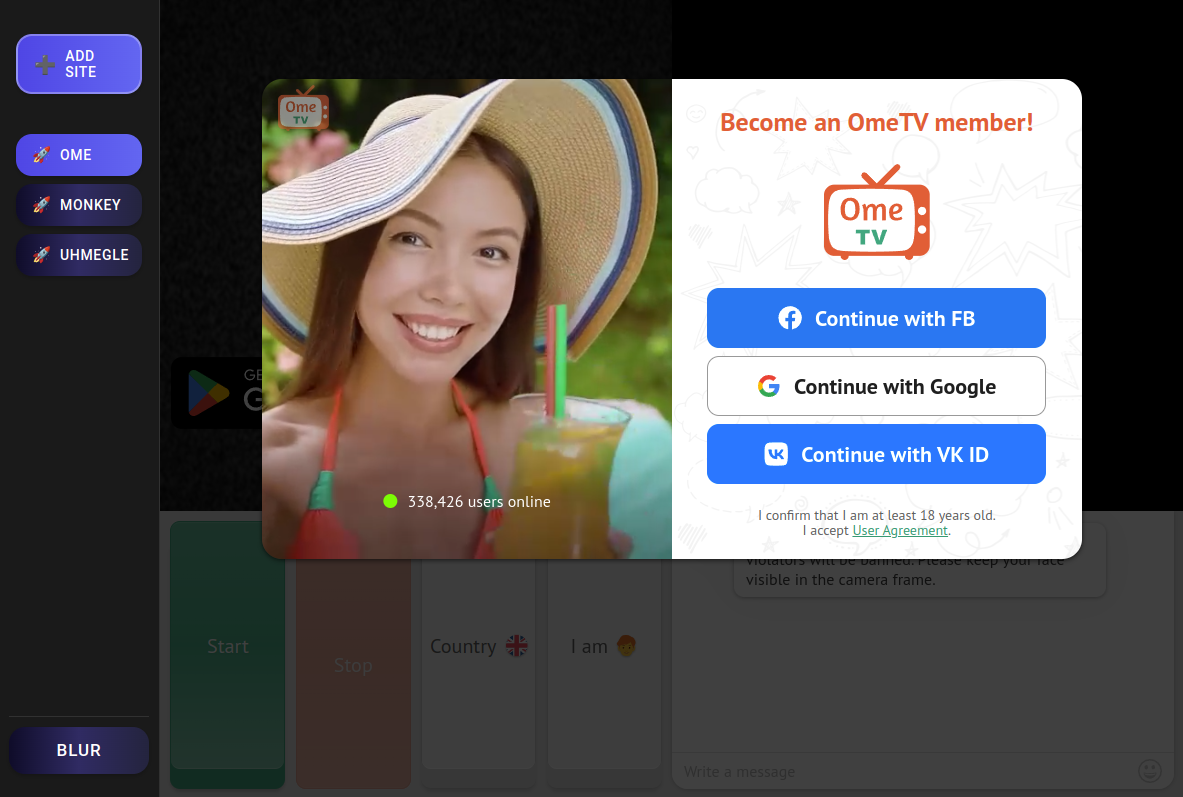 ADD
SITE
OME
MONKEY
UHMEGLE
BLUR
Ome
TV
338,426 users online
Become an OmeTV member!
Ome
TV
Continue with FB
Continue with Google
Continue with VK ID
I confirm that I am at least 18 years old.
I accept User Agreement.
GE
G
violators will be banned. Please keep your face
visible in the camera frame.
Start
Stop
Country
I am
Write a message